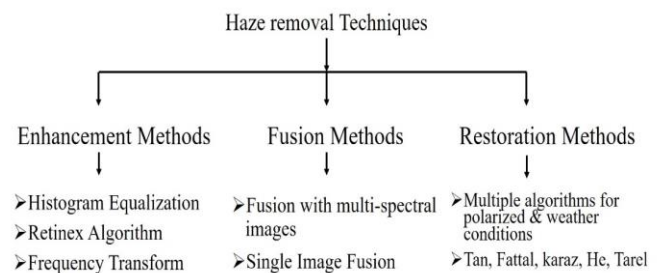 Haze removal Techniques
Enhancement Methods
➢Histogram Equalization
➢Retinex Algorithm
➢Frequency Transform
Fusion Methods
➢Fusion with multi-spectral
images
➢Single Image Fusion
Restoration Methods
➢Multiple algorithms for
polarized & weather
conditions
➢Tan, Fattal, karaz, He, Tarel